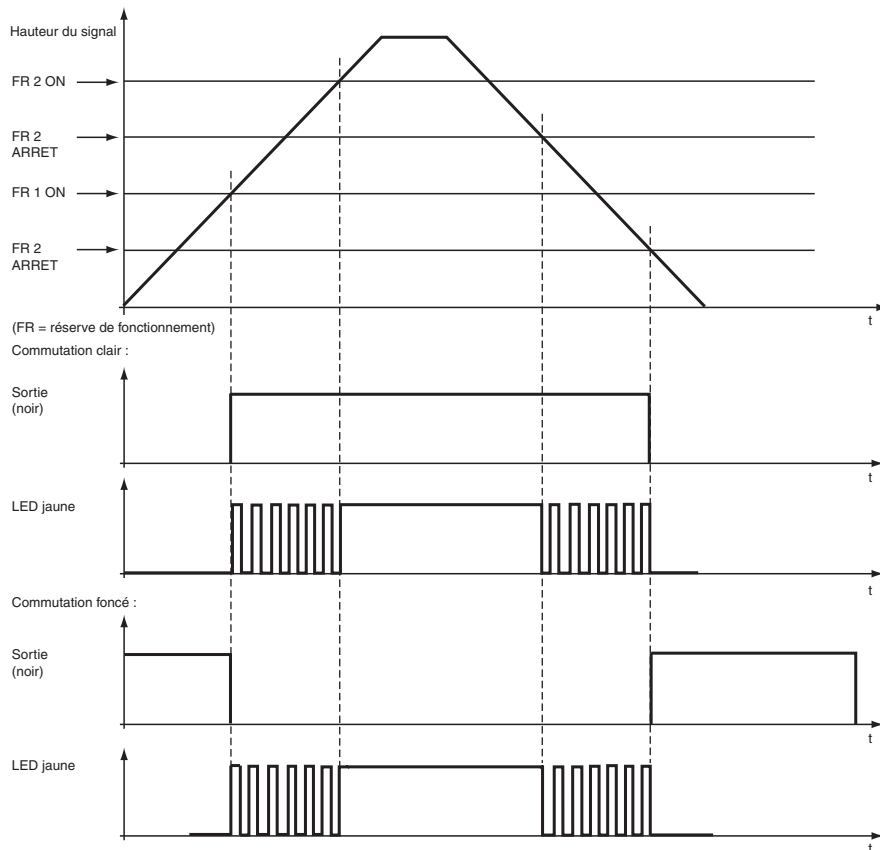 Hauteur du signal
FR 2 ON
FR 2
ARRET
FR 1 ON
FR 2
ARRET
t
(FR = réserve de fonctionnement)
Commutation clair :
Sortie
(noir)
t
LED jaune
t
Commutation foncé :
Sortie
(noir)
t
LED jaune
t